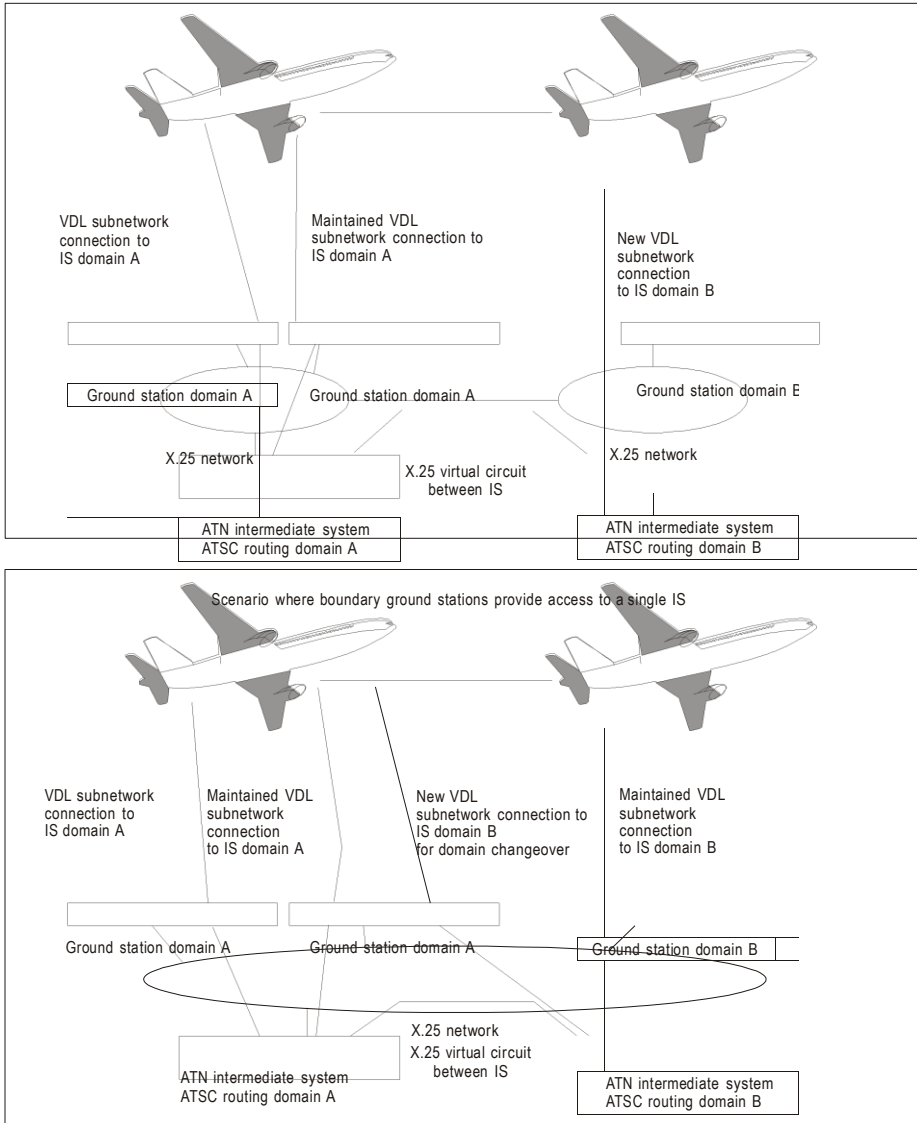 VDL subnetwork
connection to
IS domain A
Maintained VDL
subnetwork connection to
IS domain A
New VDL
subnetwork
connection
to IS domain B
Ground station domain A
Ground station domain A
Ground station domain B
X.25 network
X.25 virtual circuit
between IS
X.25 network
ATN intermediate system
ATSC routing domain A
ATN intermediate system
ATSC routing domain B
Scenario where boundary ground stations provide access to a single IS
VDL subnetwork
connection to
IS domain A
Maintained VDL
subnetwork
connection
to IS domain A
New VDL
subnetwork connection to
IS domain B
for domain changeover
Maintained VDL
subnetwork
connection
to IS domain B
Ground station domain A
Ground station domain A
Ground station domain B
X.25 network
X.25 virtual circuit
between IS
ATN intermediate system
ATSC routing domain A
ATN intermediate system
ATSC routing domain B